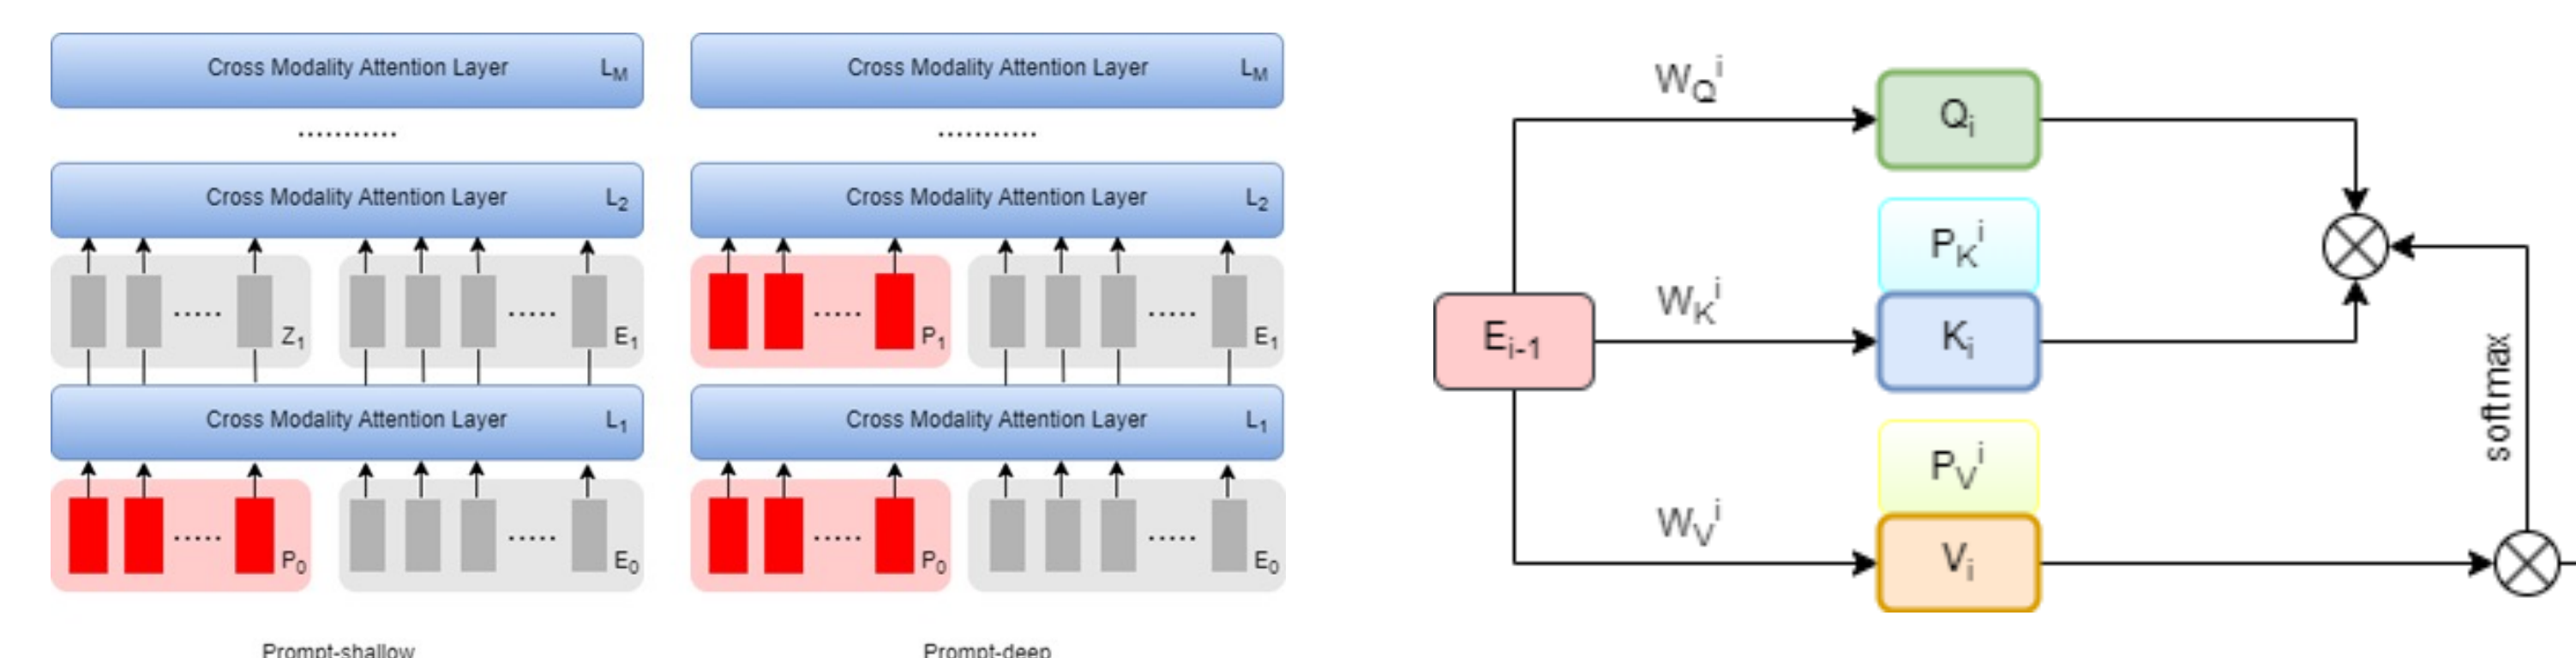 Cross Modality Attention Layer L_M
...........
Cross Modality Attention Layer L_2
..... Z_1
..... E_1
Cross Modality Attention Layer L_1
..... P_0
..... E_0
Prompt-shallow
Cross Modality Attention Layer L_M
...........
Cross Modality Attention Layer L_2
..... P_1
..... E_1
Cross Modality Attention Layer L_1
..... P_0
..... E_0
Prompt-deep
W_Q^i
Q_i
P_K^i
E_{i-1}
W_K^i
K_i
P_V^i
W_V^i
V_i
softmax